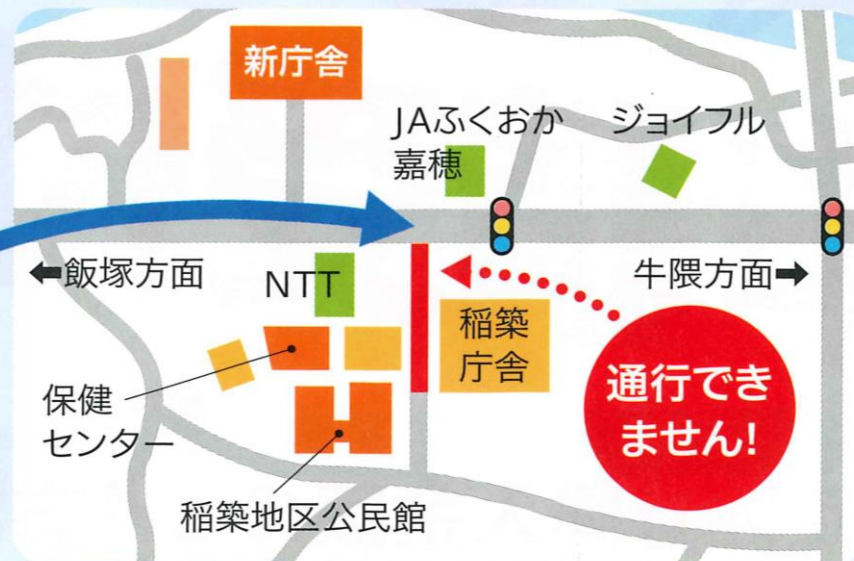 新庁舎
JAふくおか
嘉穂
ジョイフル
←飯塚方面
NTT
牛隈方面→
稲築
庁舎
通行でき
ません!
保健
センター
稲築地区公民館